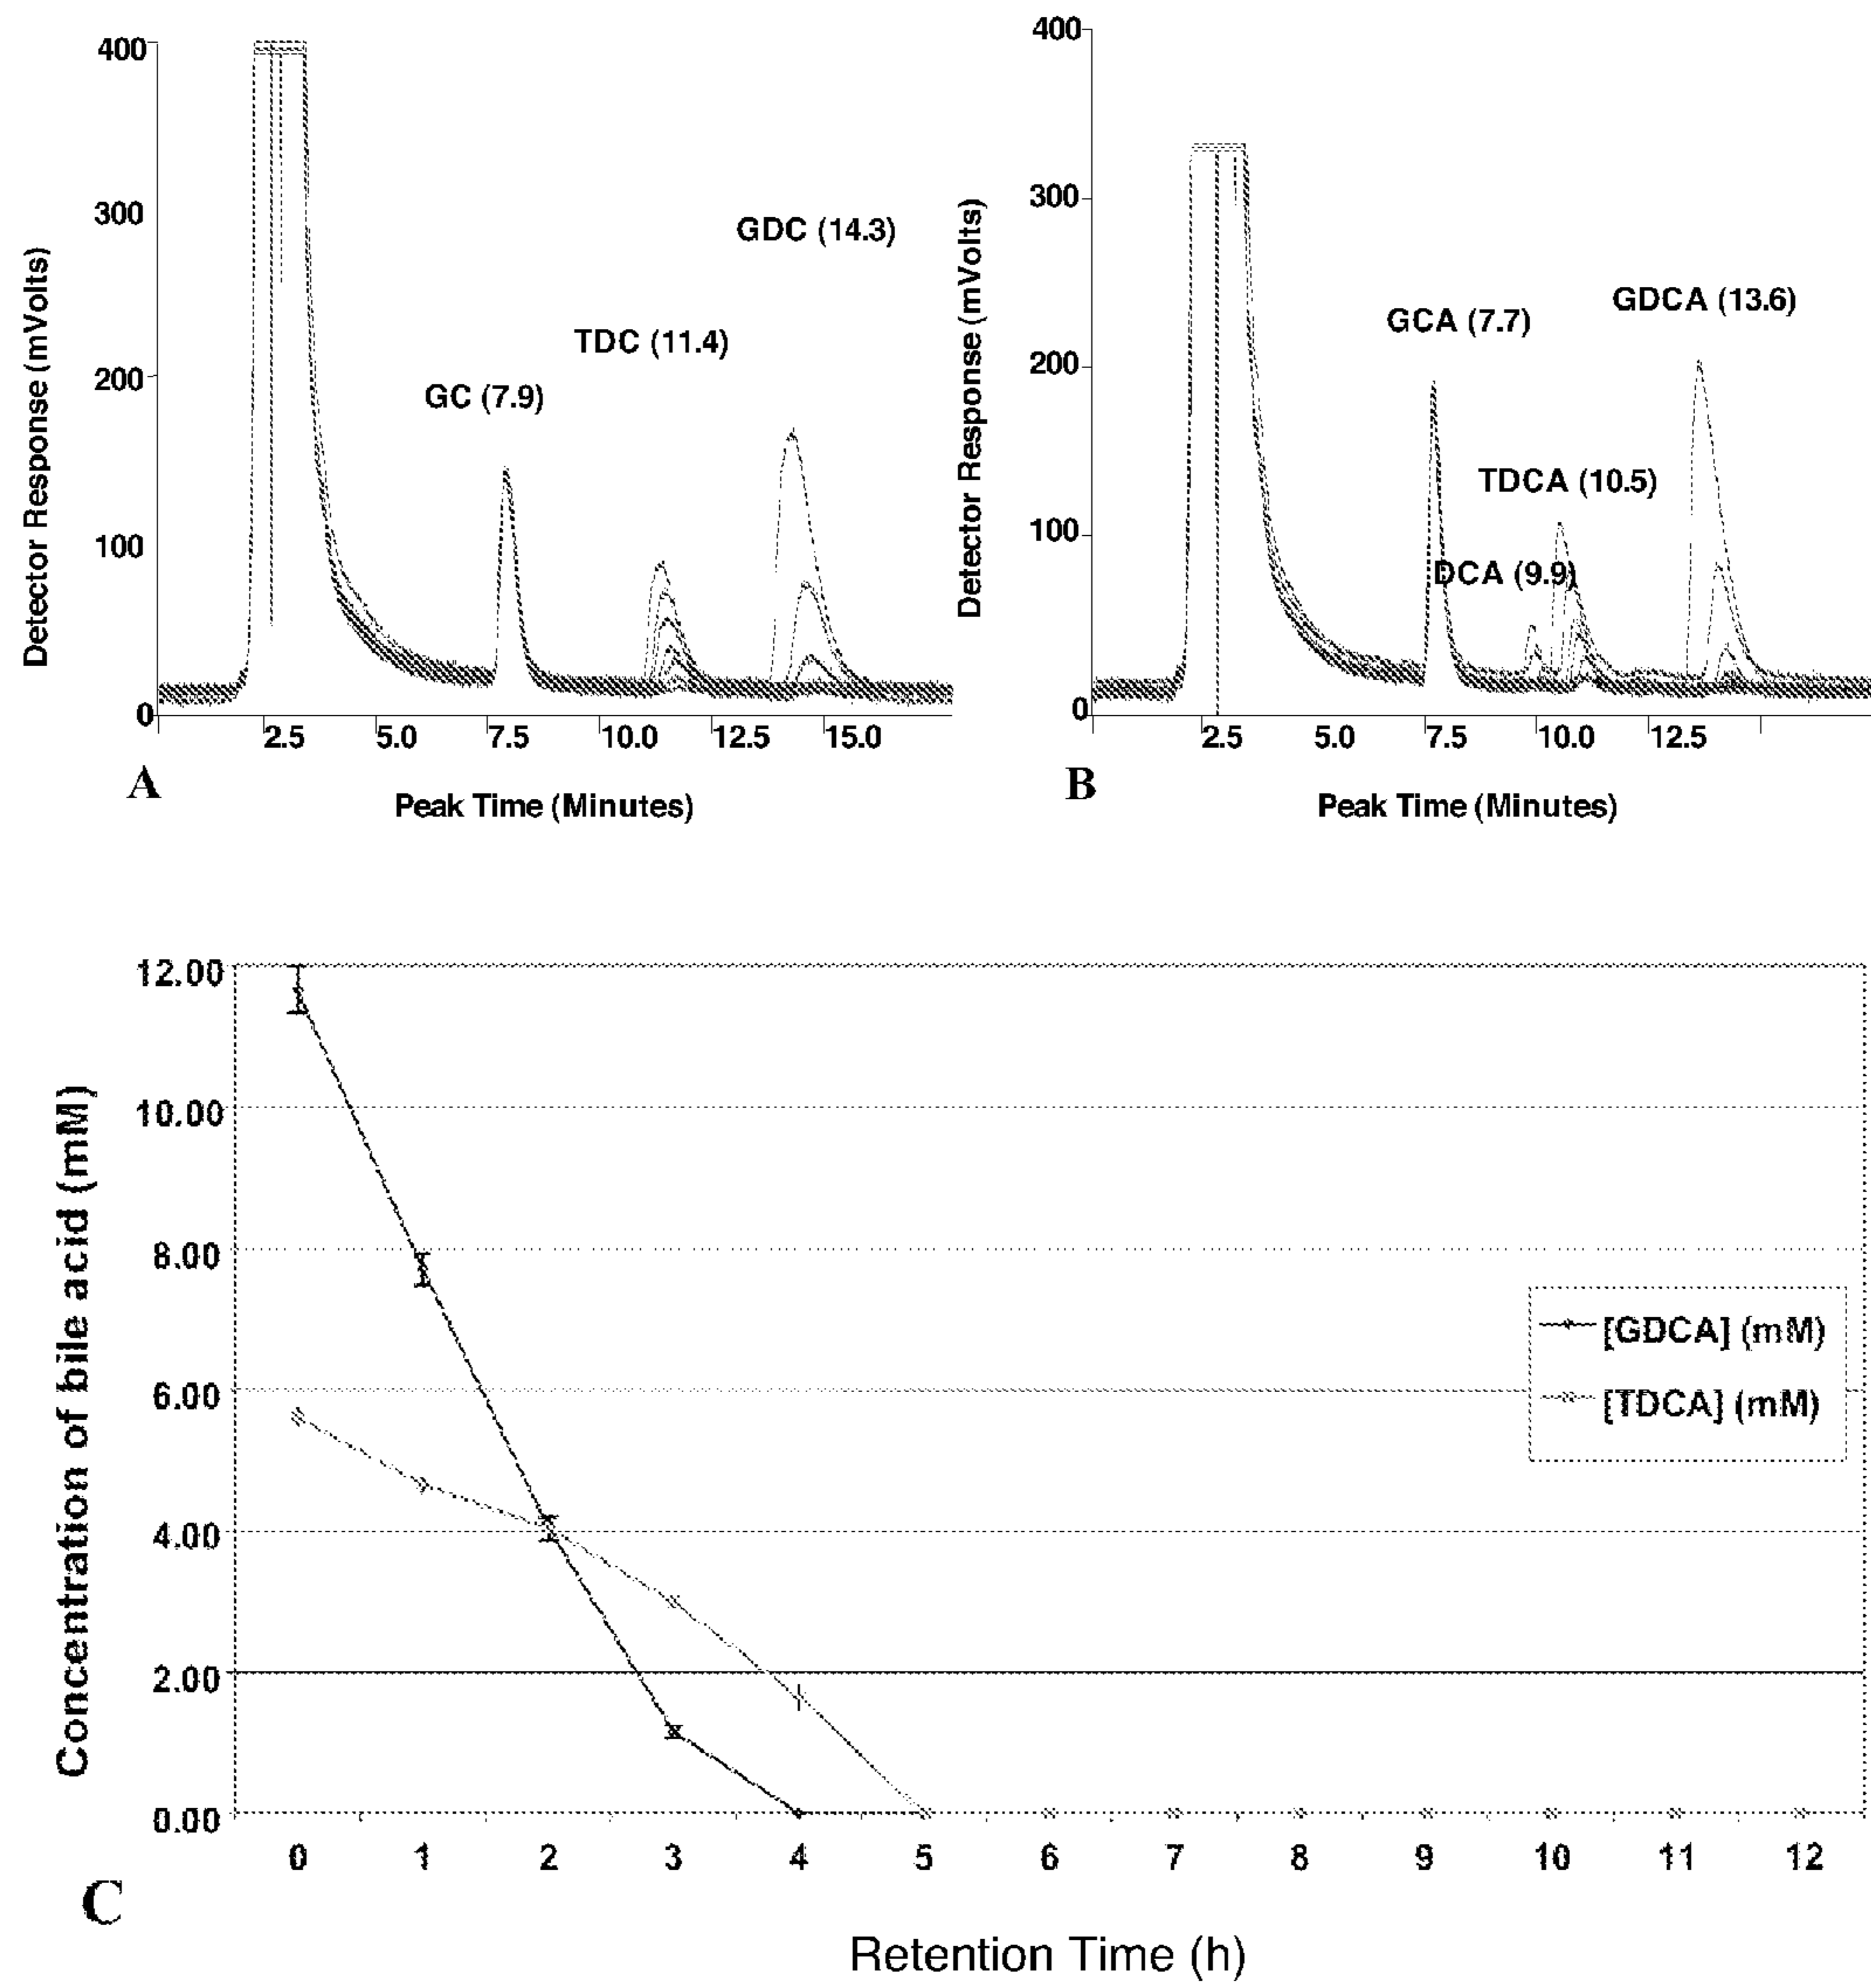 400
300
200
100
0
Detector Response (mVolts)
GC (7.9)
TDC (11.4)
GDC (14.3)
2.5 5.0 7.5 10.0 12.5 15.0
Peak Time (Minutes)
A
400
300
200
100
0
Detector Response (mVolts)
GCA (7.7)
GDCA (13.6)
TDCA (10.5)
DCA (9.9)
2.5 5.0 7.5 10.0 12.5
Peak Time (Minutes)
B
12.00
10.00
8.00
6.00
4.00
2.00
0.00
Concentration of bile acid (mM)
[GDCA] (mM)
[TDCA] (mM)
0 1 2 3 4 5 6 7 8 9 10 11 12
C
Retention Time (h)